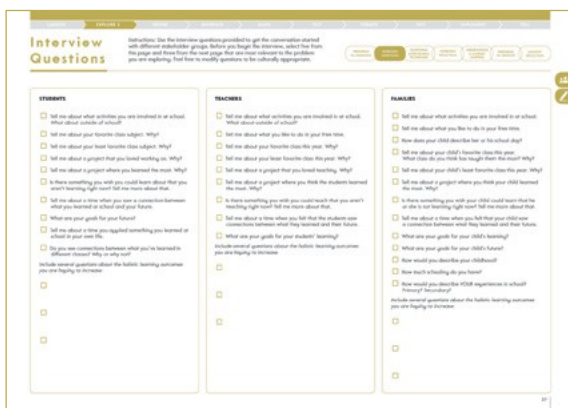 Interview
Questions
Instructions: Use the interview questions provided to get the conversation started
with different stakeholder groups. Before you begin the interview, select five from
this page and three from the next page that are most relevant to the problem
you are exploring. Feel free to modify questions to be culturally appropriate.
STUDENTS
Tell me about what activities you are involved in at school.
What about outside of school?
Tell me about your favorite class subject. Why?
Tell me about your least favorite class subject. Why?
Tell me about a project that you loved working on. Why?
Tell me about a project where you learned the most. Why?
Is there something you wish you could learn about that you
aren't learning right now? Tell me more about that.
Tell me about a time when you saw a connection between
what you learned at school and your future.
What are your goals for your future?
Tell me about a time you applied something you learned at
school in your own life.
Do you see connections between what you've learned in
different classes? Why or why not?
Include several questions about the holistic learning outcomes
you are hoping to increase
TEACHERS
Tell me about what activities you are involved in at school.
What about outside of school?
Tell me about what you like to do in your free time.
Tell me about your favorite class this year. Why?
Tell me about your least favorite class this year. Why?
Tell me about a project that you loved teaching. Why?
Tell me about a project where you think the students learned
the most. Why?
Is there something you wish you could teach that you aren't
teaching right now? Tell me more about that.
Tell me about a time when you felt that the students saw
connections between what they learned and their future.
What are your goals for your students' learning?
Include several questions about the holistic learning outcomes
you are hoping to increase
FAMILIES
Tell me about what activities you are involved in at school.
Tell me about what you like to do in your free time.
How does your child describe her or his school day?
Tell me about your child's favorite class this year.
What class do you think has taught them the most? Why?
Tell me about your child's least favorite class this year. Why?
Tell me about a project where you think your child learned
the most. Why?
Is there something you wish your child could learn that he
or she is not learning right now? Tell me more about that.
Tell me about a time when you felt that your child saw
a connection between what they learned and their future.
What are your goals for your child's learning?
What are your goals for your child's future?
How would you describe your childhood?
How much schooling do you have?
How would you describe YOUR experiences in school?
Primary? Secondary?
Include several questions about the holistic learning outcomes
you are hoping to increase